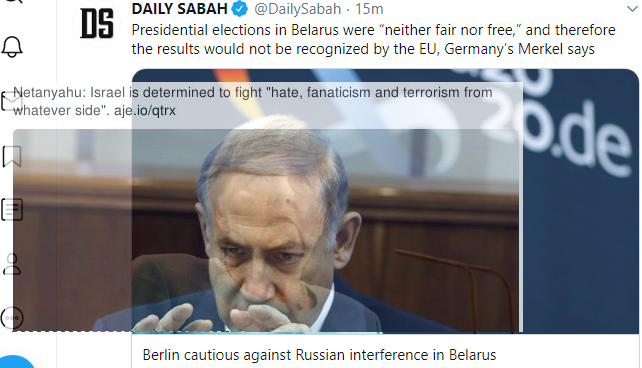 DAILY SABAH @DailySabah · 15m
DS
Presidential elections in Belarus were “neither fair nor free,” and therefore
the results would not be recognized by the EU, Germany’s Merkel says
Netanyahu: Israel is determined to fight "hate, fanaticism and terrorism from
whatever side". aje.io/qtrx
20.de
Berlin cautious against Russian interference in Belarus